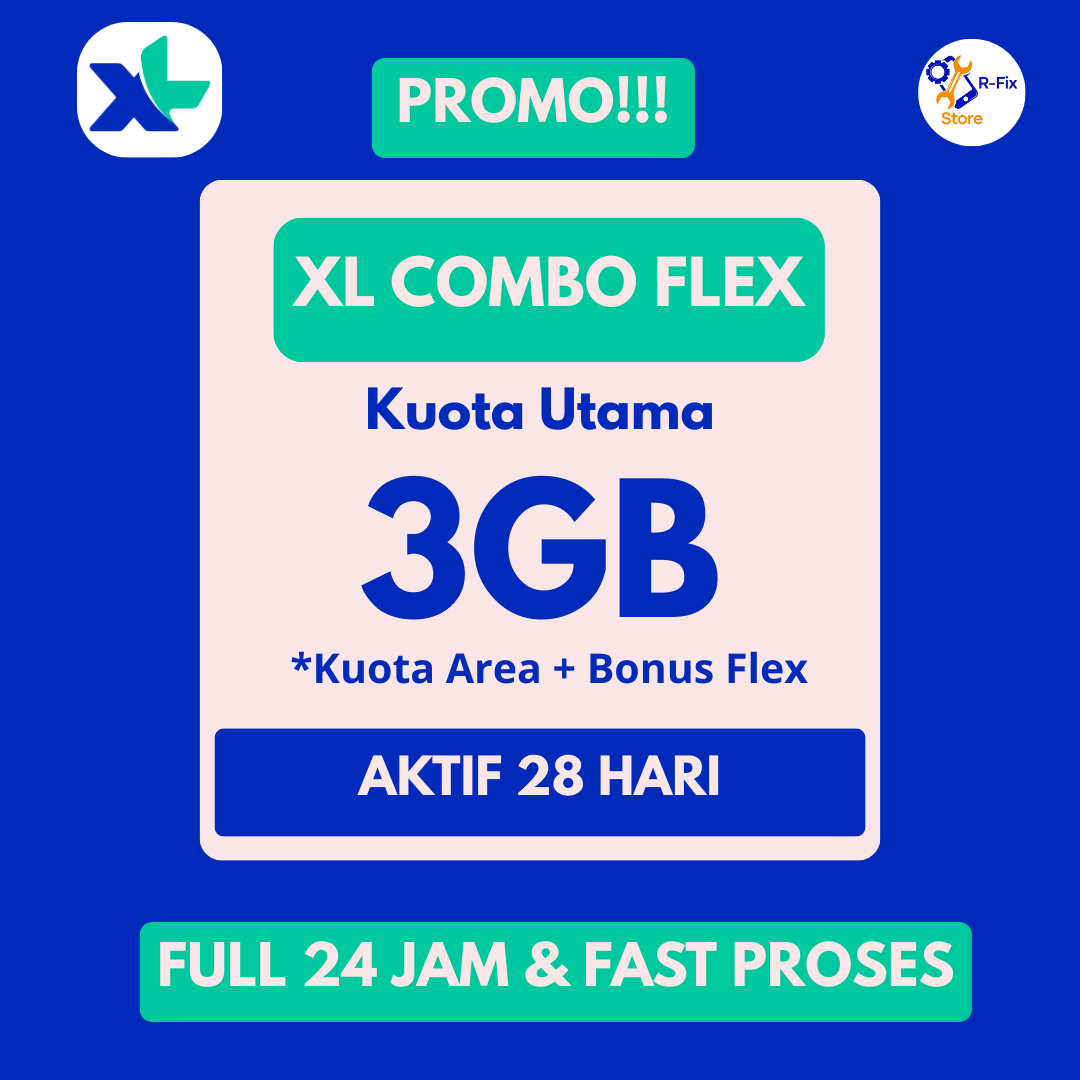 XL
PROMO!!!
R-Fix
Store
XL COMBO FLEX
Kuota Utama
3GB
*Kuota Area + Bonus Flex
AKTIF 28 HARI
FULL 24 JAM & FAST PROSES